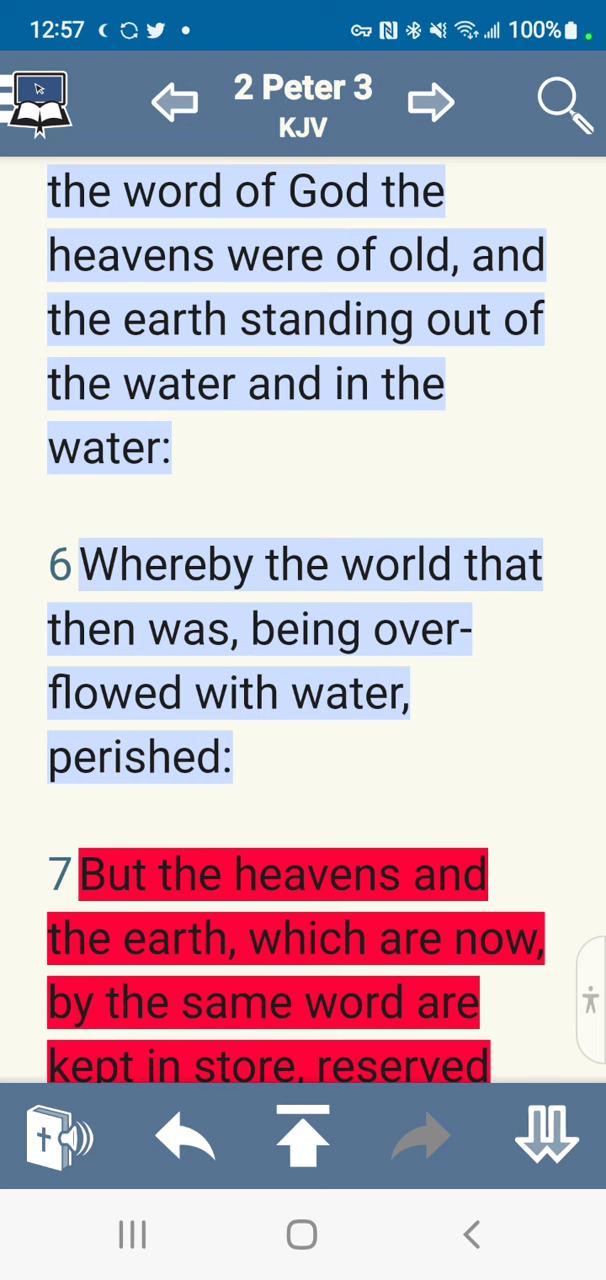 12:57
100%
2 Peter 3
KJV
the word of God the
heavens were of old, and
the earth standing out of
the water and in the
water:
6 Whereby the world that
then was, being over-
flowed with water,
perished:
7 But the heavens and
the earth, which are now,
by the same word are
kept in store, reserved